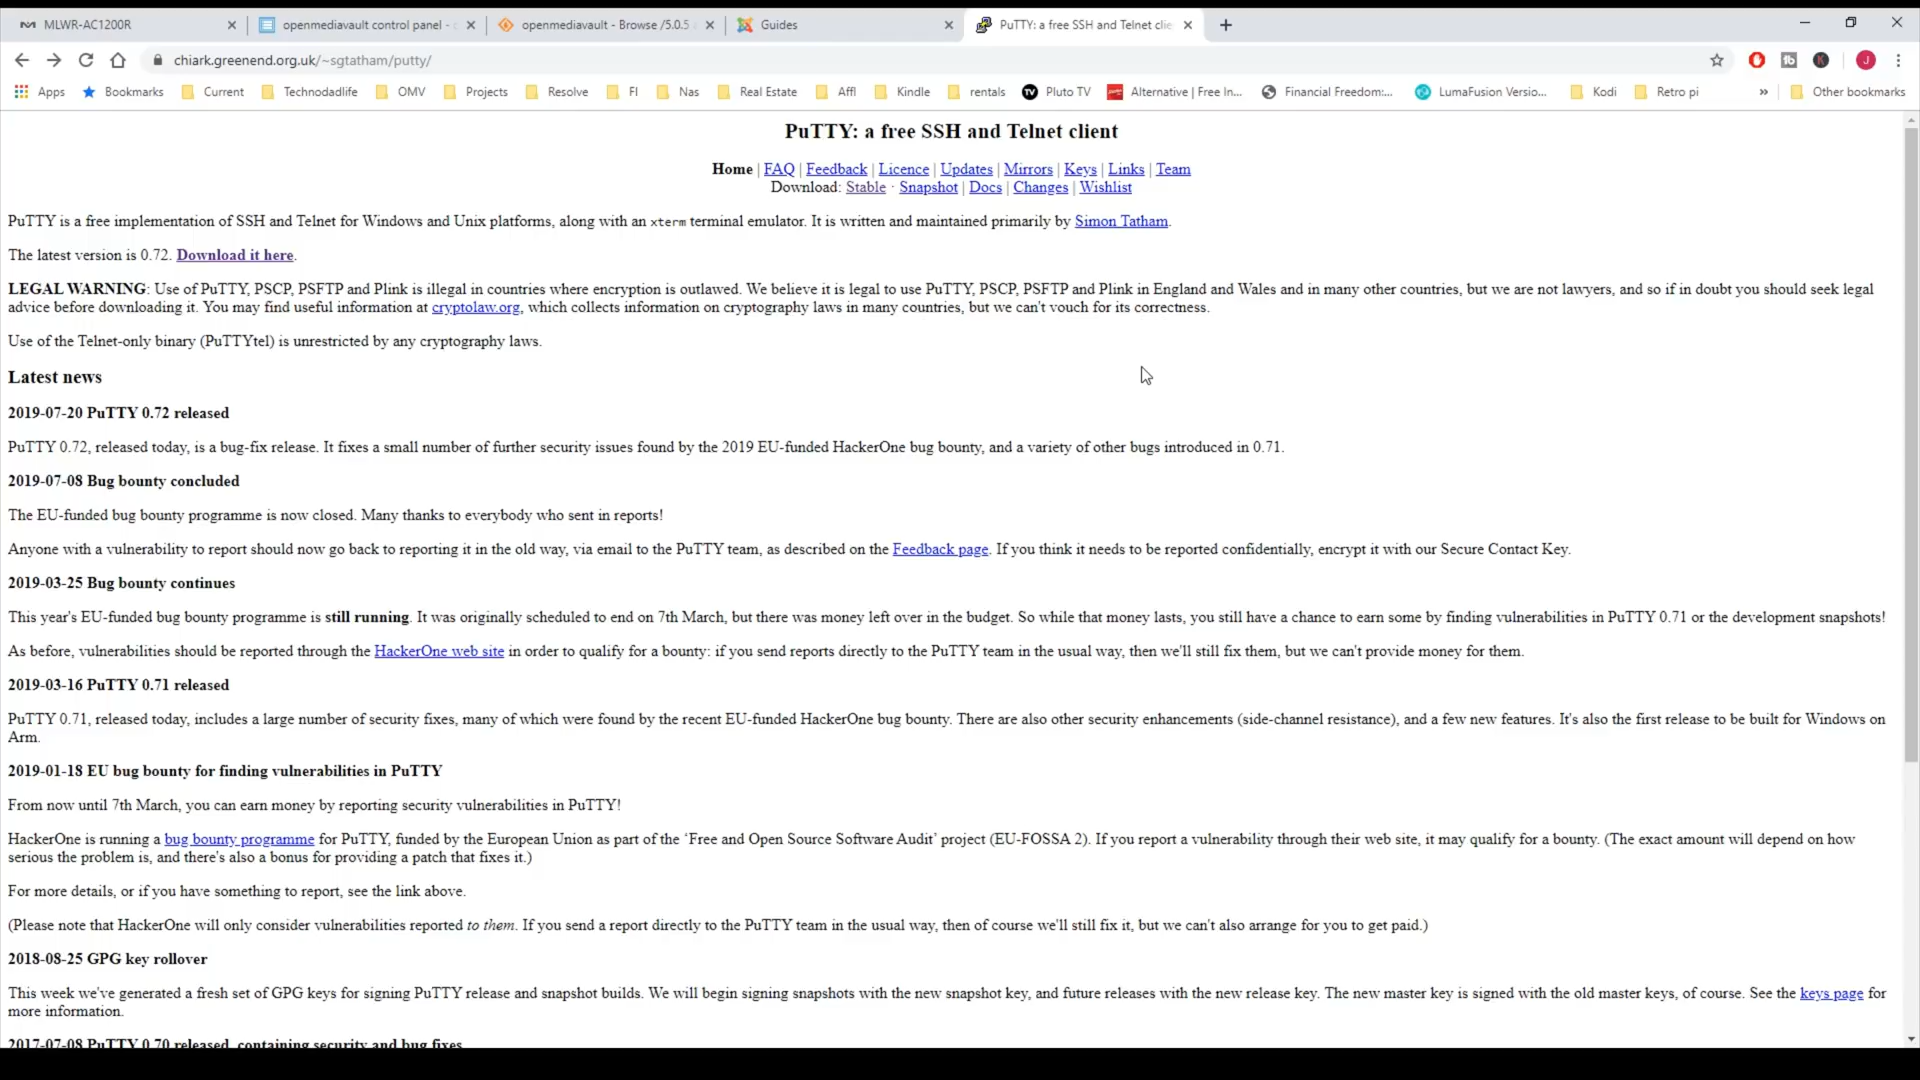 MLWR-AC1200R
openmediavault control panel -
openmediavault - Browse /5.0.5
Guides
PuTTY: a free SSH and Telnet clie
chiark.greenend.org.uk/~sgtatham/putty/
J
Apps
Bookmarks
Current
Technodadlife
OMV
Projects
Resolve
FI
Nas
Real Estate
Affl
Kindle
rentals
Pluto TV
Alternative | Free In...
Financial Freedom:...
LumaFusion Versio...
Kodi
Retro pi
»
Other bookmarks
PuTTY: a free SSH and Telnet client
Home | FAQ | Feedback | Licence | Updates | Mirrors | Keys | Links | Team
Download: Stable · Snapshot | Docs | Changes | Wishlist
PuTTY is a free implementation of SSH and Telnet for Windows and Unix platforms, along with an xterm terminal emulator. It is written and maintained primarily by Simon Tatham.
The latest version is 0.72. Download it here.
LEGAL WARNING: Use of PuTTY, PSCP, PSFTP and Plink is illegal in countries where encryption is outlawed. We believe it is legal to use PuTTY, PSCP, PSFTP and Plink in England and Wales and in many other countries, but we are not lawyers, and so if in doubt you should seek legal
advice before downloading it. You may find useful information at cryptolaw.org, which collects information on cryptography laws in many countries, but we can't vouch for its correctness.
Use of the Telnet-only binary (PuTTYtel) is unrestricted by any cryptography laws.
Latest news
2019-07-20 PuTTY 0.72 released
PuTTY 0.72, released today, is a bug-fix release. It fixes a small number of further security issues found by the 2019 EU-funded HackerOne bug bounty, and a variety of other bugs introduced in 0.71.
2019-07-08 Bug bounty concluded
The EU-funded bug bounty programme is now closed. Many thanks to everybody who sent in reports!
Anyone with a vulnerability to report should now go back to reporting it in the old way, via email to the PuTTY team, as described on the Feedback page. If you think it needs to be reported confidentially, encrypt it with our Secure Contact Key.
2019-03-25 Bug bounty continues
This year's EU-funded bug bounty programme is still running. It was originally scheduled to end on 7th March, but there was money left over in the budget. So while that money lasts, you still have a chance to earn some by finding vulnerabilities in PuTTY 0.71 or the development snapshots!
As before, vulnerabilities should be reported through the HackerOne web site in order to qualify for a bounty: if you send reports directly to the PuTTY team in the usual way, then we'll still fix them, but we can't provide money for them.
2019-03-16 PuTTY 0.71 released
PuTTY 0.71, released today, includes a large number of security fixes, many of which were found by the recent EU-funded HackerOne bug bounty. There are also other security enhancements (side-channel resistance), and a few new features. It's also the first release to be built for Windows on
Arm.
2019-01-18 EU bug bounty for finding vulnerabilities in PuTTY
From now until 7th March, you can earn money by reporting security vulnerabilities in PuTTY!
HackerOne is running a bug bounty programme for PuTTY, funded by the European Union as part of the ‘Free and Open Source Software Audit’ project (EU-FOSSA 2). If you report a vulnerability through their web site, it may qualify for a bounty. (The exact amount will depend on how
serious the problem is, and there's also a bonus for providing a patch that fixes it.)
For more details, or if you have something to report, see the link above.
(Please note that HackerOne will only consider vulnerabilities reported to them. If you send a report directly to the PuTTY team in the usual way, then of course we'll still fix it, but we can't also arrange for you to get paid.)
2018-08-25 GPG key rollover
This week we've generated a fresh set of GPG keys for signing PuTTY release and snapshot builds. We will begin signing snapshots with the new snapshot key, and future releases with the new release key. The new master key is signed with the old master keys, of course. See the keys page for
more information.
2017-07-08 PuTTY 0.70 released, containing security and bug fixes